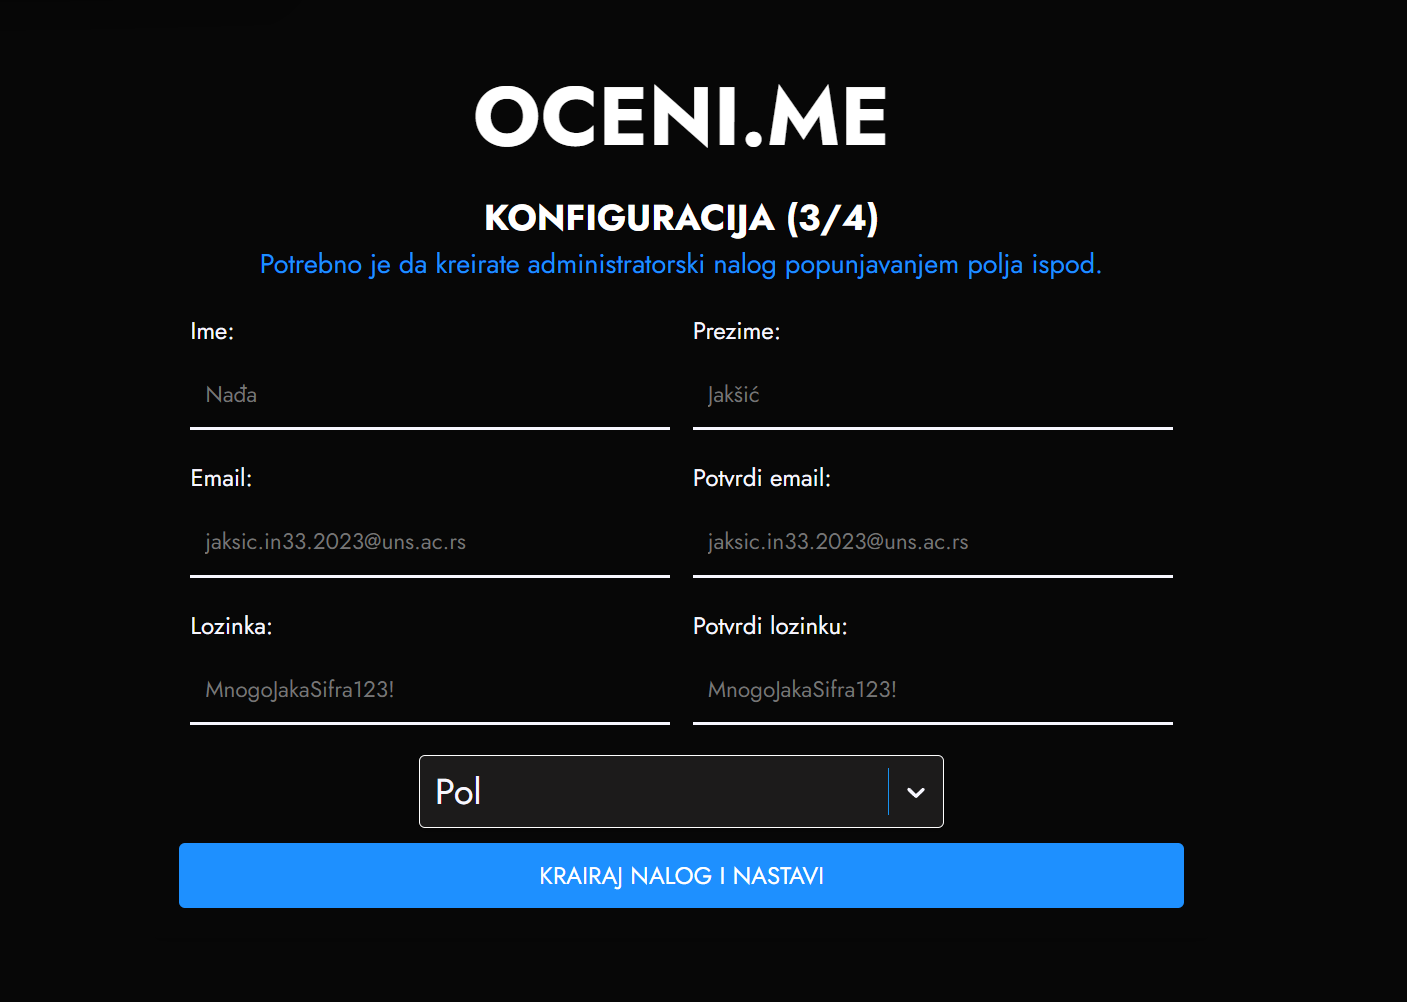 OCENI.ME
KONFIGURACIJA (3/4)
Potrebno je da kreirate administratorski nalog popunjavanjem polja ispod.
Ime:
Prezime:
Nađa
Jakšić
Email:
Potvrdi email:
jaksic.in33.2023@uns.ac.rs
jaksic.in33.2023@uns.ac.rs
Lozinka:
Potvrdi lozinku:
MnogoJakaSifra123!
MnogoJakaSifra123!
Pol
KRAIRAJ NALOG I NASTAVI